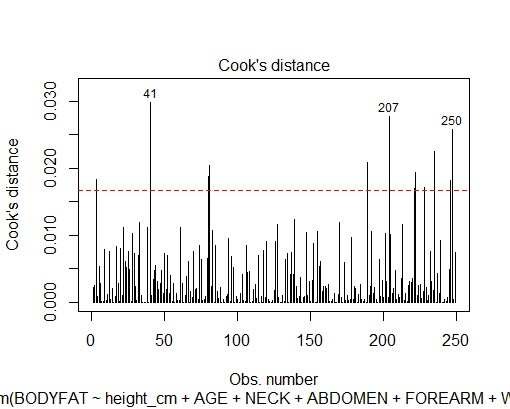 Cook's distance
41
207
250
Cook's distance
0.030
0.020
0.010
0.000
0 50 100 150 200 250
Obs. number
m(BODYFAT ~ height_cm + AGE + NECK + ABDOMEN + FOREARM + W